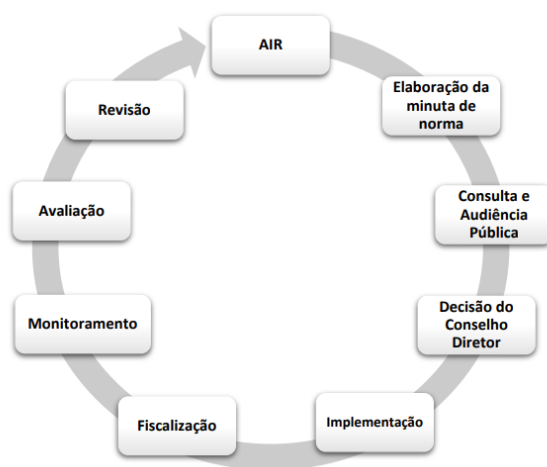 AIR
Elaboração da
minuta de
norma
Consulta e
Audiência
Pública
Decisão do
Conselho
Diretor
Implementação
Fiscalização
Monitoramento
Avaliação
Revisão